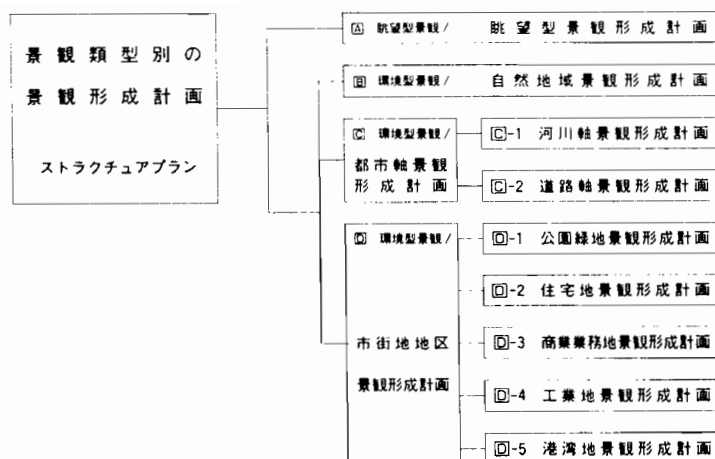 景観類型別の
景観形成計画
ストラクチュアプラン
A 眺望型景観/ 眺望型景観形成計画
B 環境型景観/ 自然地域景観形成計画
C 環境型景観/
都市軸景観
形成計画
C-1 河川軸景観形成計画
C-2 道路軸景観形成計画
D 環境型景観/
市街地地区
景観形成計画
D-1 公園緑地景観形成計画
D-2 住宅地景観形成計画
D-3 商業業務地景観形成計画
D-4 工業地景観形成計画
D-5 港湾地景観形成計画